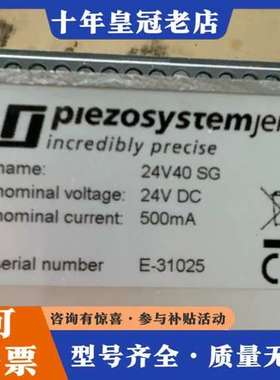 十年皇冠老店
piezosystemje
incredibly precise
name: 24V40 SG
nominal voltage: 24V DC
nominal current: 500mA
serial number E-31025
可
票
咨询有惊喜·参与补贴活动
型号齐全·质量无